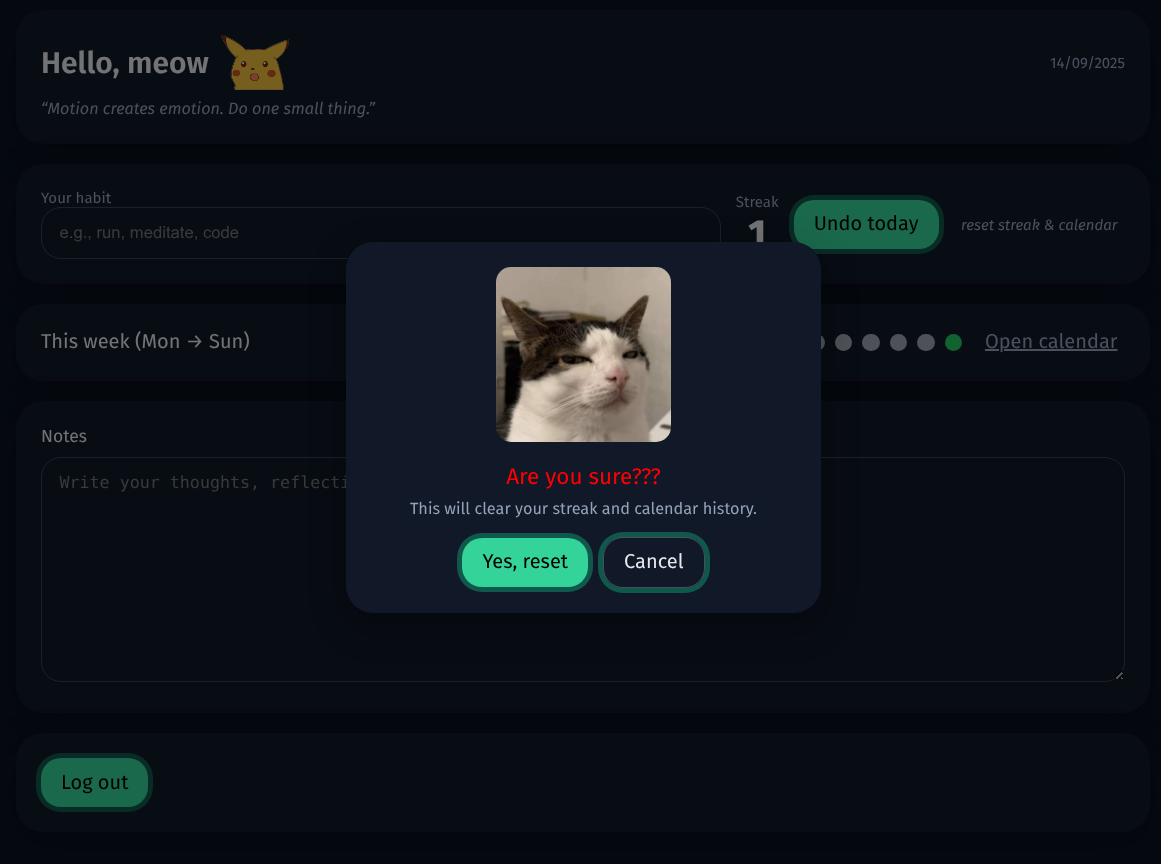 Hello, meow
14/09/2025
“Motion creates emotion. Do one small thing.”
Your habit
e.g., run, meditate, code
Streak
1
Undo today
reset streak & calendar
This week (Mon → Sun)
Open calendar
Notes
Write your thoughts, reflecti
Are you sure???
This will clear your streak and calendar history.
Yes, reset
Cancel
Log out